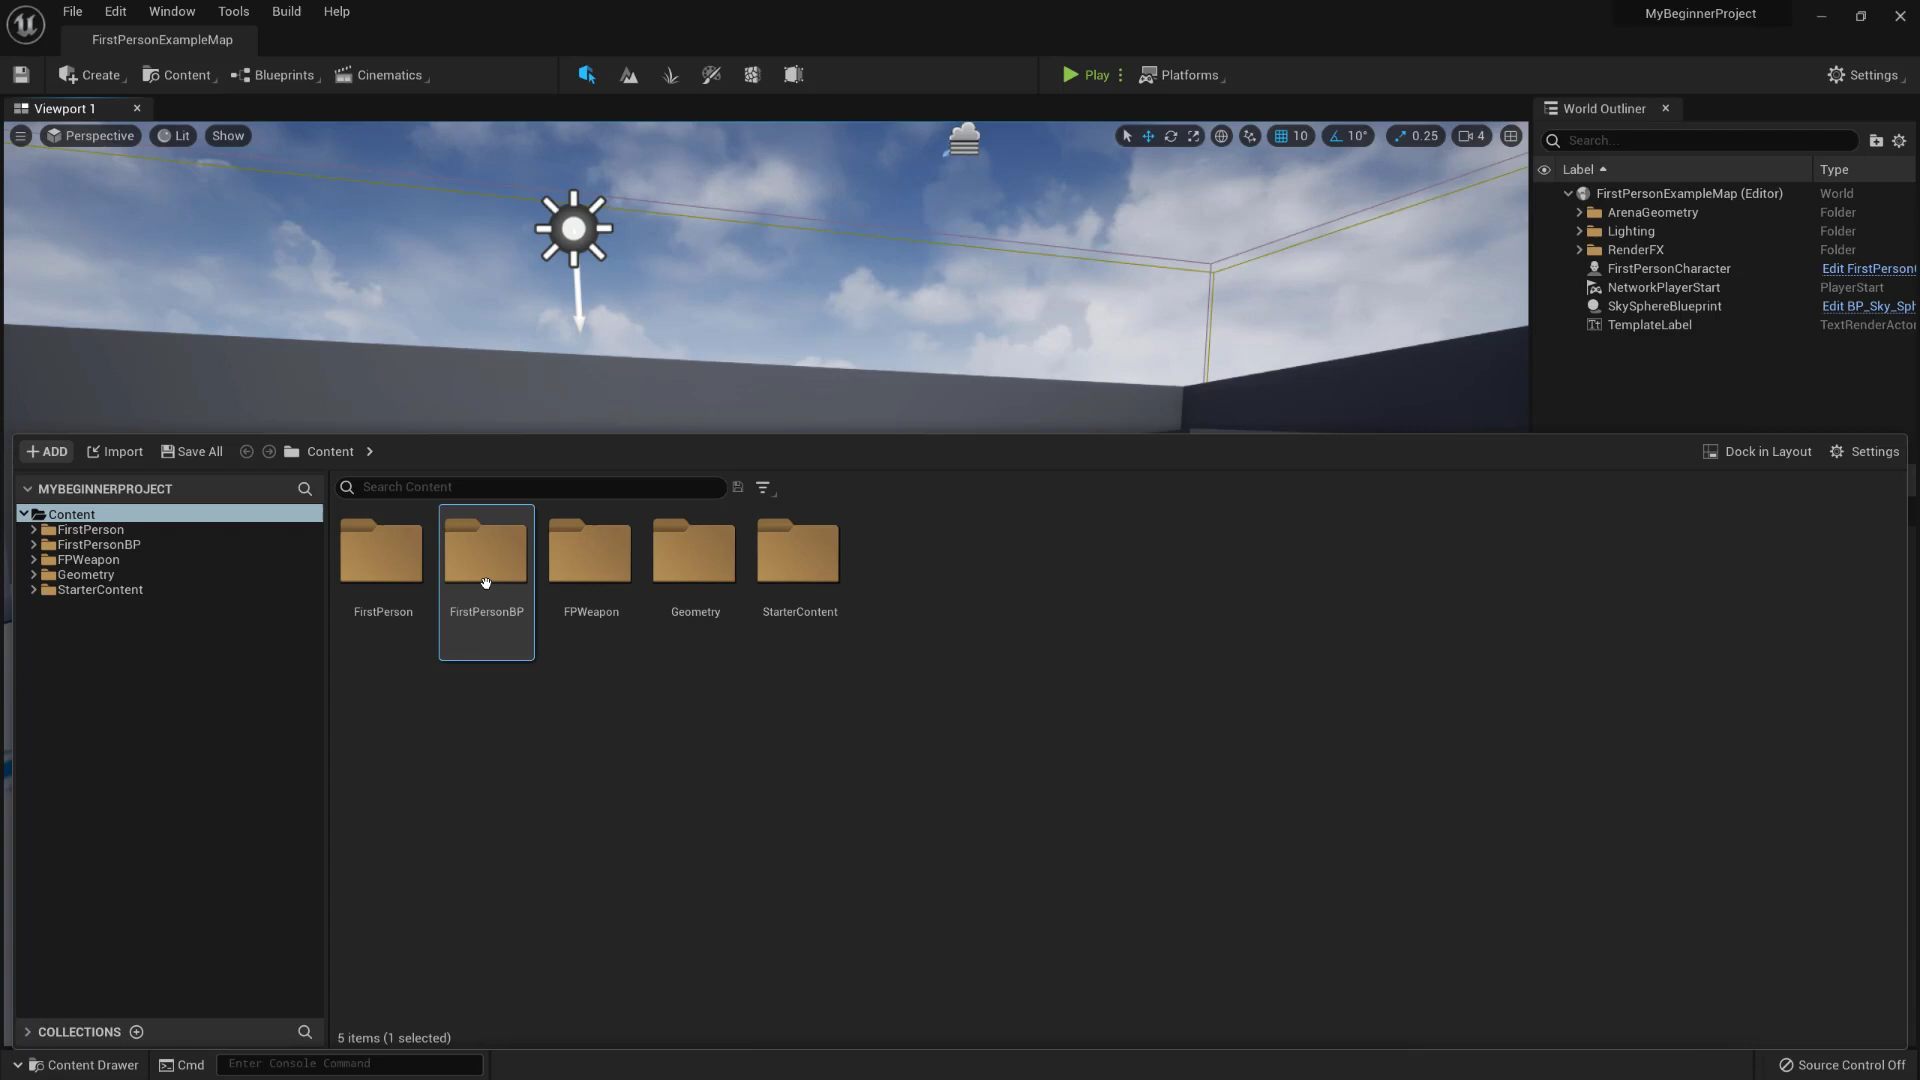 File Edit Window Tools Build Help
MyBeginnerProject
FirstPersonExampleMap
Create Content Blueprints Cinematics Play Platforms Settings
Viewport 1
World Outliner
Perspective Lit Show 10 10° 0.25 4
Search...
Label Type
FirstPersonExampleMap (Editor) World
ArenaGeometry Folder
Lighting Folder
RenderFX Folder
FirstPersonCharacter Edit FirstPerson
NetworkPlayerStart PlayerStart
SkySphereBlueprint Edit BP_Sky_Sph
TemplateLabel TextRenderActo
+ ADD Import Save All Content Dock in Layout Settings
MYBEGINNERPROJECT
Search Content
Content
FirstPerson
FirstPersonBP
FPWeapon
Geometry
StarterContent
FirstPerson FirstPersonBP FPWeapon Geometry StarterContent
COLLECTIONS
5 items (1 selected)
Content Drawer Cmd Enter Console Command Source Control Off